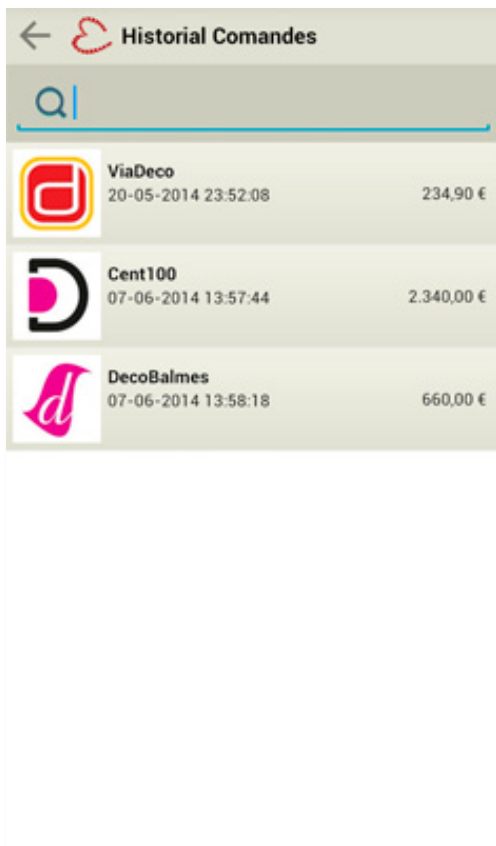 Historial Comandes
ViaDeco
20-05-2014 23:52:08
234,90 €
Cent100
07-06-2014 13:57:44
2.340,00 €
DecoBalmes
07-06-2014 13:58:18
660,00 €